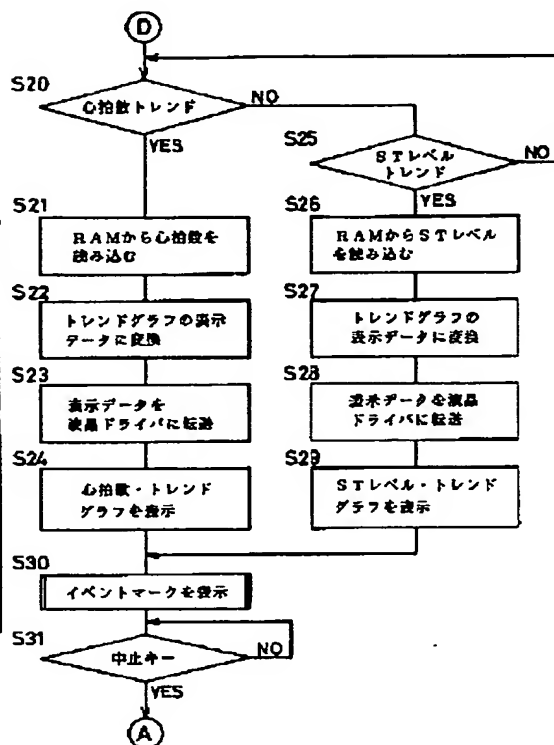 D
S20
心拍数トレンド
NO
YES
S25
STレベル
トレンド
NO
YES
S21
RAMから心拍数を
読み込む
S26
RAMからSTレベル
を読み込む
S22
トレンドグラフの表示
データに変換
S27
トレンドグラフの
表示データに変換
S23
表示データを
液晶ドライバに転送
S28
表示データを液晶
ドライバに転送
S24
心拍数・トレンド
グラフを表示
S29
STレベル・トレンド
グラフを表示
S30
イベントマークを表示
S31
中止キー
NO
YES
A